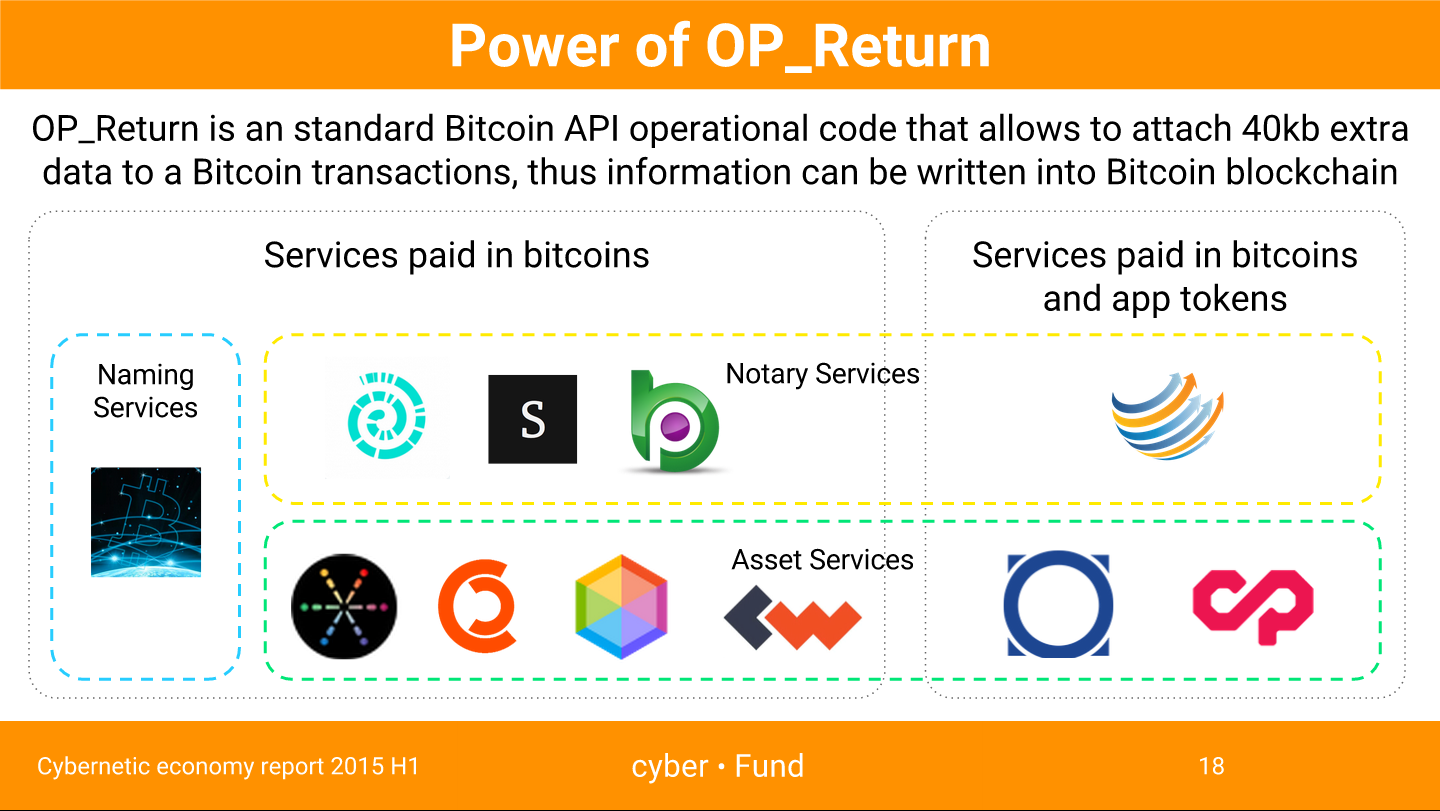 Power of OP_Return
OP_Return is an standard Bitcoin API operational code that allows to attach 40kb extra
data to a Bitcoin transactions, thus information can be written into Bitcoin blockchain
Services paid in bitcoins
Services paid in bitcoins
and app tokens
Naming
Services
S
Notary Services
Asset Services
Cybernetic economy report 2015 H1
cyber • Fund
18